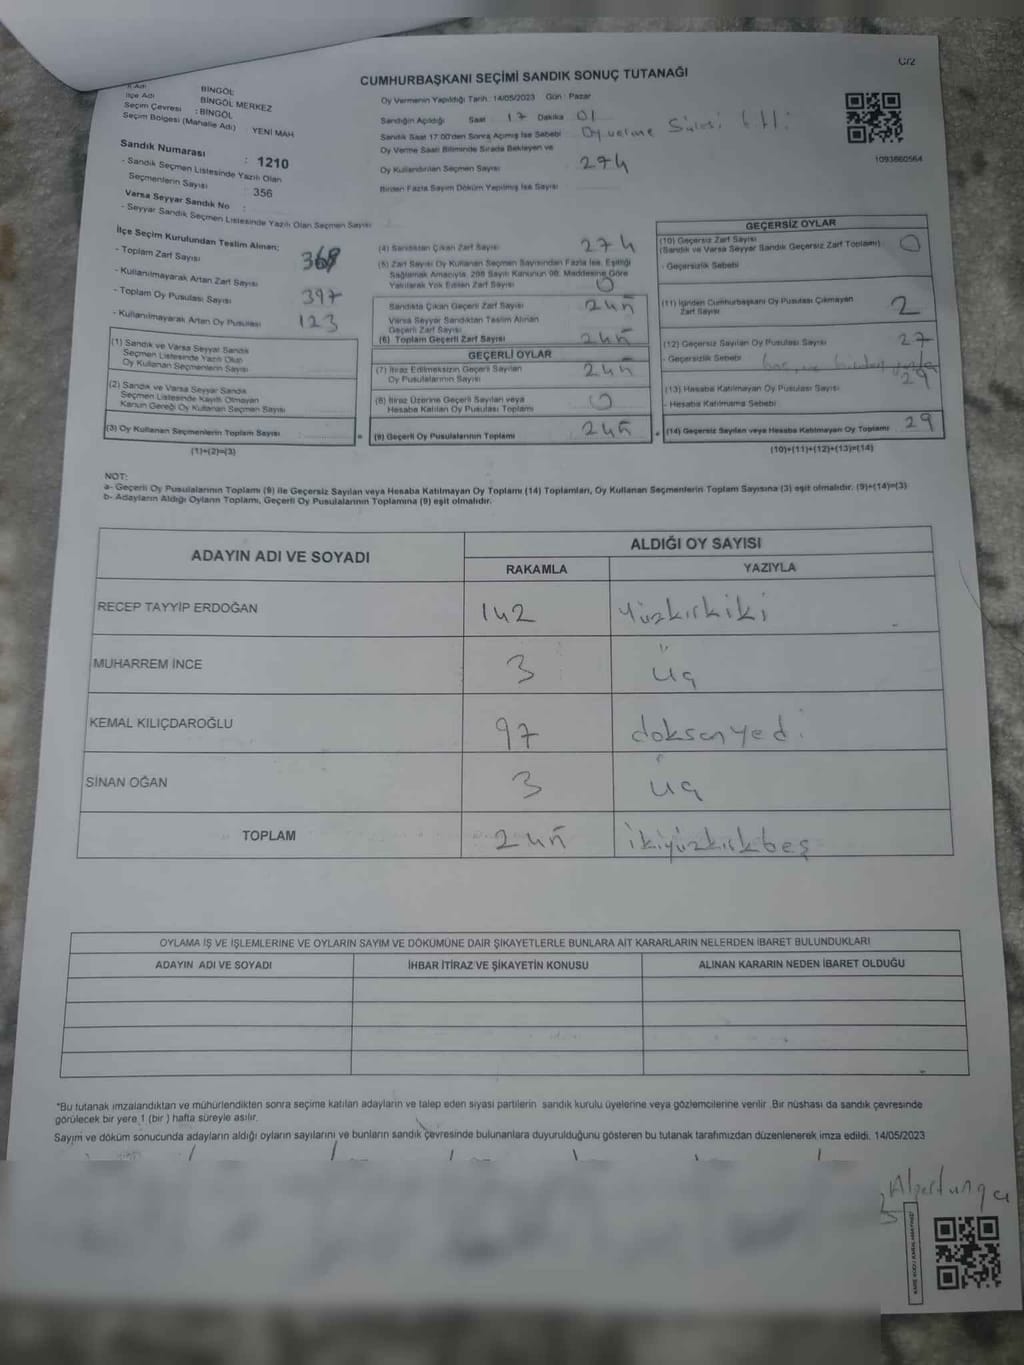 C/2
BİNGÖL
İlçe Adı BİNGÖL MERKEZ
Seçim Çevresi : BİNGÖL
Seçim Bölgesi (Mahalle Adı) YENİ MAH
Sandık Numarası : 1210
- Sandık Seçmen Listesinde Yazılı Olan
Seçmenlerin Sayısı : 356
Varsa Seyyar Sandık No :
- Seyyar Sandık Seçmen Listesinde Yazılı Olan Seçmen Sayısı :
CUMHURBAŞKANI SEÇİMİ SANDIK SONUÇ TUTANAĞI
Oy Vermenin Yapıldığı Tarih: 14/05/2023 Gün : Pazar
Sandığın Açıldığı Saat 17 Dakika 01
Sandık Saat 17.00'den Sonra Açılmış İse Sebebi Oy verme Süresi bitti
Oy Verme Saati Bitiminde Sırada Bekleyen ve
Oy Kullandırılan Seçmen Sayısı 274
Birden Fazla Sayım Döküm Yapılmış İse Sayısı
1093660564
İlçe Seçim Kurulundan Teslim Alınan;
- Toplam Zarf Sayısı 368
- Kullanılmayarak Artan Zarf Sayısı
- Toplam Oy Pusulası Sayısı 397
- Kullanılmayarak Artan Oy Pusulası 123
(1) Sandık ve Varsa Seyyar Sandık
Seçmen Listesinde Yazılı Olup
Oy Kullanan Seçmenlerin Sayısı
(2) Sandık ve Varsa Seyyar Sandık
Seçmen Listesinde Kayıtlı Olmayan
Kanun Gereği Oy Kullanan Seçmen Sayısı
(3) Oy Kullanan Seçmenlerin Toplam Sayısı
(1)+(2)=(3)
(4) Sandıktan Çıkan Zarf Sayısı 274
(5) Zarf Sayısı Oy Kullanan Seçmen Sayısından Fazla İse, Eşitliği
Sağlamak Amacıyla, 298 Sayılı Kanunun 98. Maddesine Göre
Yakılarak Yok Edilen Zarf Sayısı 0
Sandıkta Çıkan Geçerli Zarf Sayısı 245
Varsa Seyyar Sandıktan Teslim Alınan
Geçerli Zarf Sayısı
(6) Toplam Geçerli Zarf Sayısı 245
GEÇERLİ OYLAR
(7) İtiraz Edilmeksizin Geçerli Sayılan
Oy Pusulalarının Sayısı 245
(8) İtiraz Üzerine Geçerli Sayılan veya
Hesaba Katılan Oy Pusulası Toplamı 0
(9) Geçerli Oy Pusulalarının Toplamı 245
GEÇERSİZ OYLAR
(10) Geçersiz Zarf Sayısı
(Sandık ve Varsa Seyyar Sandık Geçersiz Zarf Toplamı) 0
- Geçersizlik Sebebi
(11) İçinden Cumhurbaşkanı Oy Pusulası Çıkmayan
Zarf Sayısı 2
(12) Geçersiz Sayılan Oy Pusulası Sayısı 27
- Geçersizlik Sebebi
29
(13) Hesaba Katılmayan Oy Pusulası Sayısı
- Hesaba Katılmama Sebebi
(14) Geçersiz Sayılan veya Hesaba Katılmayan Oy Toplamı 29
(10)+(11)+(12)+(13)=(14)
NOT:
a- Geçerli Oy Pusulalarının Toplamı (9) ile Geçersiz Sayılan veya Hesaba Katılmayan Oy Toplamı (14) Toplamları, Oy Kullanan Seçmenlerin Toplam Sayısına (3) eşit olmalıdır. (9)+(14)=(3)
b- Adayların Aldığı Oyların Toplamı, Geçerli Oy Pusulalarının Toplamına (9) eşit olmalıdır.
ADAYIN ADI VE SOYADI ALDIĞI OY SAYISI
RAKAMLA YAZIYLA
RECEP TAYYİP ERDOĞAN 142 yüzkırkiki
MUHARREM İNCE 3 üç
KEMAL KILIÇDAROĞLU 97 doksanyedi
SİNAN OĞAN 3 üç
TOPLAM 245 ikiyüzkırkbeş
OYLAMA İŞ VE İŞLEMLERİNE VE OYLARIN SAYIM VE DÖKÜMÜNE DAİR ŞİKAYETLERLE BUNLARA AİT KARARLARIN NELERDEN İBARET BULUNDUKLARI
ADAYIN ADI VE SOYADI İHBAR İTİRAZ VE ŞİKAYETİN KONUSU ALINAN KARARIN NEDEN İBARET OLDUĞU
*Bu tutanak imzalandıktan ve mühürlendikten sonra seçime katılan adayların ve talep eden siyasi partilerin sandık kurulu üyelerine veya gözlemcilerine verilir. Bir nüshası da sandık çevresinde
görülecek bir yere 1 (bir ) hafta süreyle asılır.
Sayım ve döküm sonucunda adayların aldığı oyların sayılarını ve bunların sandık çevresinde bulunanlara duyurulduğunu gösteren bu tutanak tarafımızdan düzenlenerek imza edildi. 14/05/2023